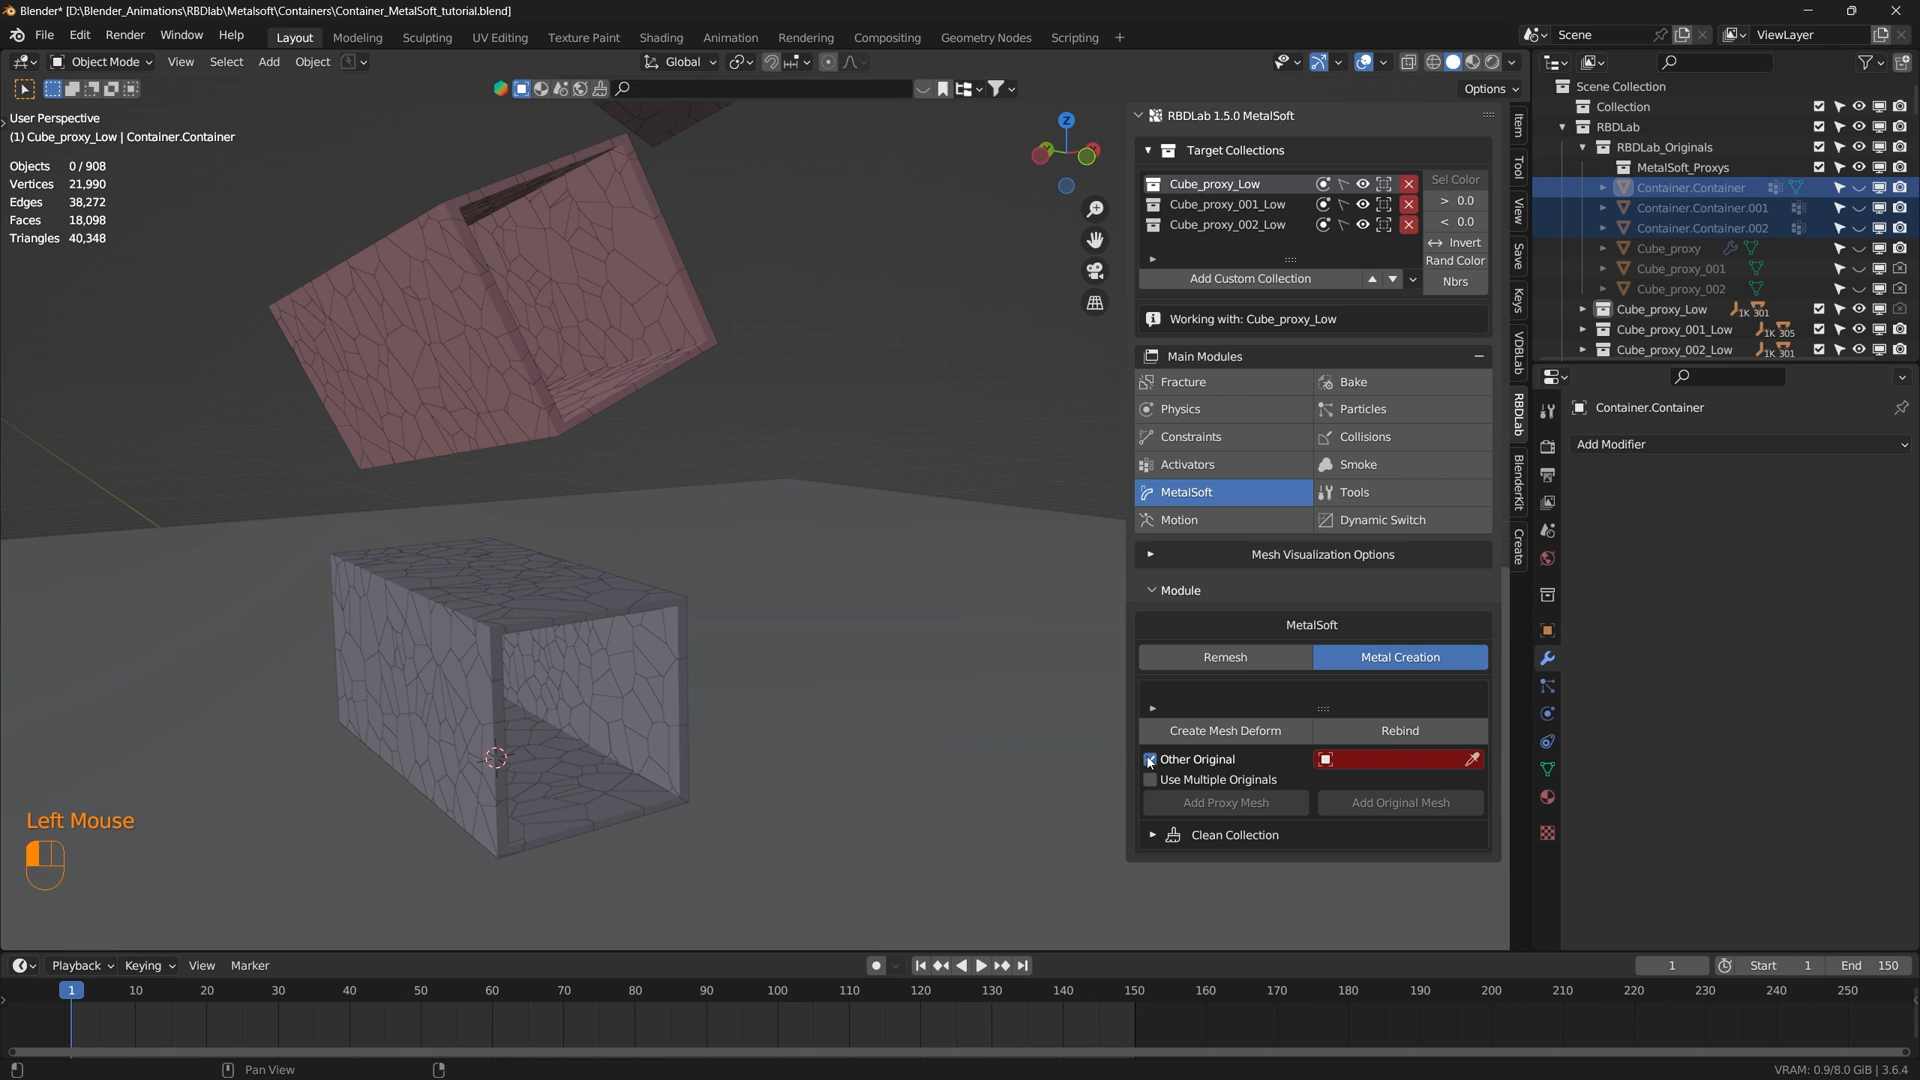 Blender* [D:\Blender_Animations\RBDlab\Metalsoft\Containers\Container_MetalSoft_tutorial.blend]
File Edit Render Window Help Layout Modeling Sculpting UV Editing Texture Paint Shading Animation Rendering Compositing Geometry Nodes Scripting + Scene ViewLayer
Object Mode View Select Add Object Global
Options
User Perspective
(1) Cube_proxy_Low | Container.Container
Objects 0 / 908
Vertices 21,990
Edges 38,272
Faces 18,098
Triangles 40,348
Z
RBDLab 1.5.0 MetalSoft
Target Collections
Cube_proxy_Low
Cube_proxy_001_Low
Cube_proxy_002_Low
Sel Color
> 0.0
< 0.0
Invert
Rand Color
Nbrs
Add Custom Collection
Working with: Cube_proxy_Low
Main Modules
Fracture Bake
Physics Particles
Constraints Collisions
Activators Smoke
MetalSoft Tools
Motion Dynamic Switch
Mesh Visualization Options
Module
MetalSoft
Remesh Metal Creation
Create Mesh Deform Rebind
Other Original
Use Multiple Originals
Add Proxy Mesh Add Original Mesh
Clean Collection
Item
Tool
View
Save
Keys
VDBLab
RBDLab
BlenderKit
Create
Scene Collection
Collection
RBDLab
RBDLab_Originals
MetalSoft_Proxys
Container.Container
Container.Container.001
Container.Container.002
Cube_proxy
Cube_proxy_001
Cube_proxy_002
Cube_proxy_Low 1K 301
Cube_proxy_001_Low 1K 305
Cube_proxy_002_Low 1K 301
Container.Container
Add Modifier
Left Mouse
Playback Keying View Marker 1 Start 1 End 150
1 10 20 30 40 50 60 70 80 90 100 110 120 130 140 150 160 170 180 190 200 210 220 230 240 250
Pan View VRAM: 0.9/8.0 GiB | 3.6.4